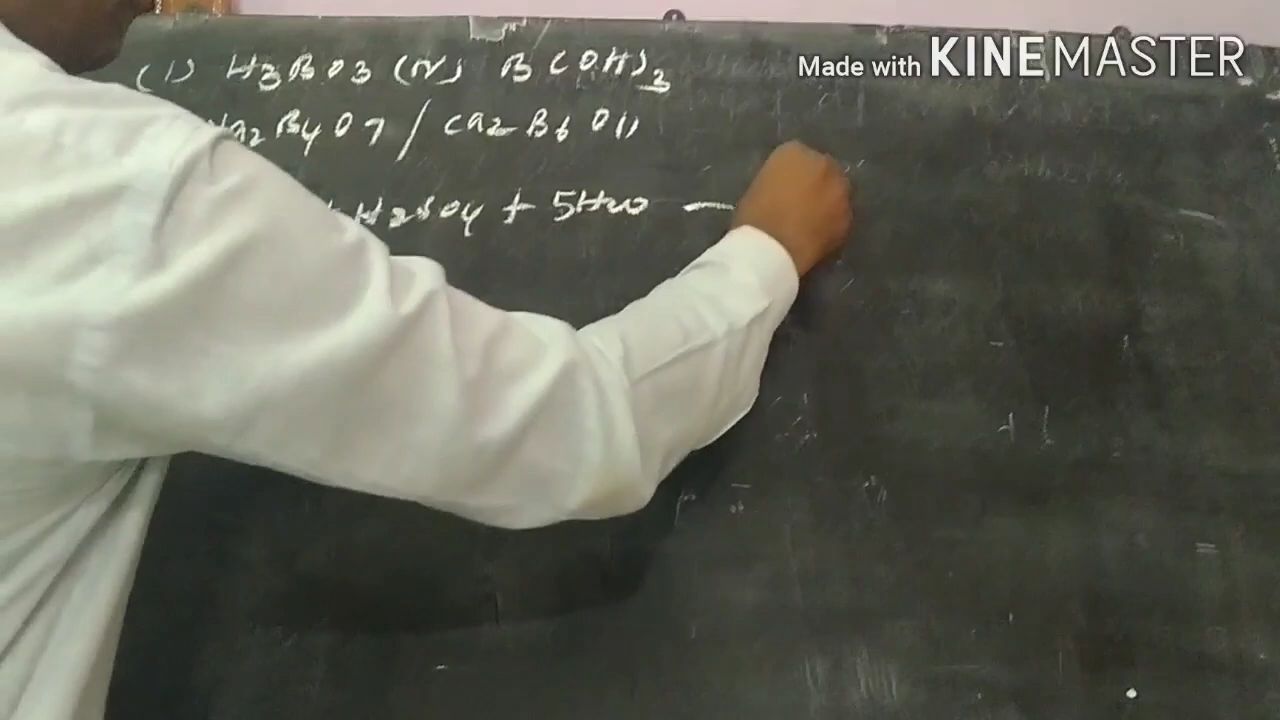 Made with KINEMASTER
(1) H3BO3 (or) B(OH)3
Na2B4O7 / Ca2B6O11
+ H2SO4 + 5H2O —